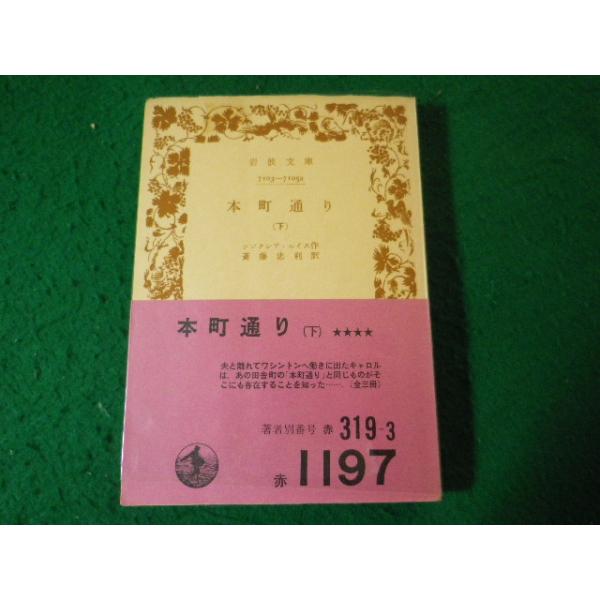 岩波文庫
7103—7105a
本町通り
(下)
シンクレア・ルイス作
斎藤忠利訳
本町通り(下) ★★★★
夫と離れてワシントンへ働きに出たキャロル
は、あの田舎町の「本町通り」と同じものがそ
こにも存在することを知った……。(全三冊)
著者別番号 赤 319-3
赤 1197